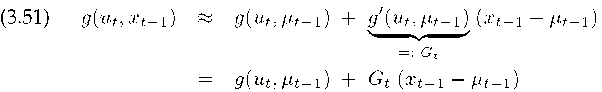 (3.51) g(u_t, x_{t−1}) ≈ g(u_t, μ_{t−1}) + g′(u_t, μ_{t−1}) (x_{t−1} − μ_{t−1})
=: G_t
= g(u_t, μ_{t−1}) + G_t (x_{t−1} − μ_{t−1})